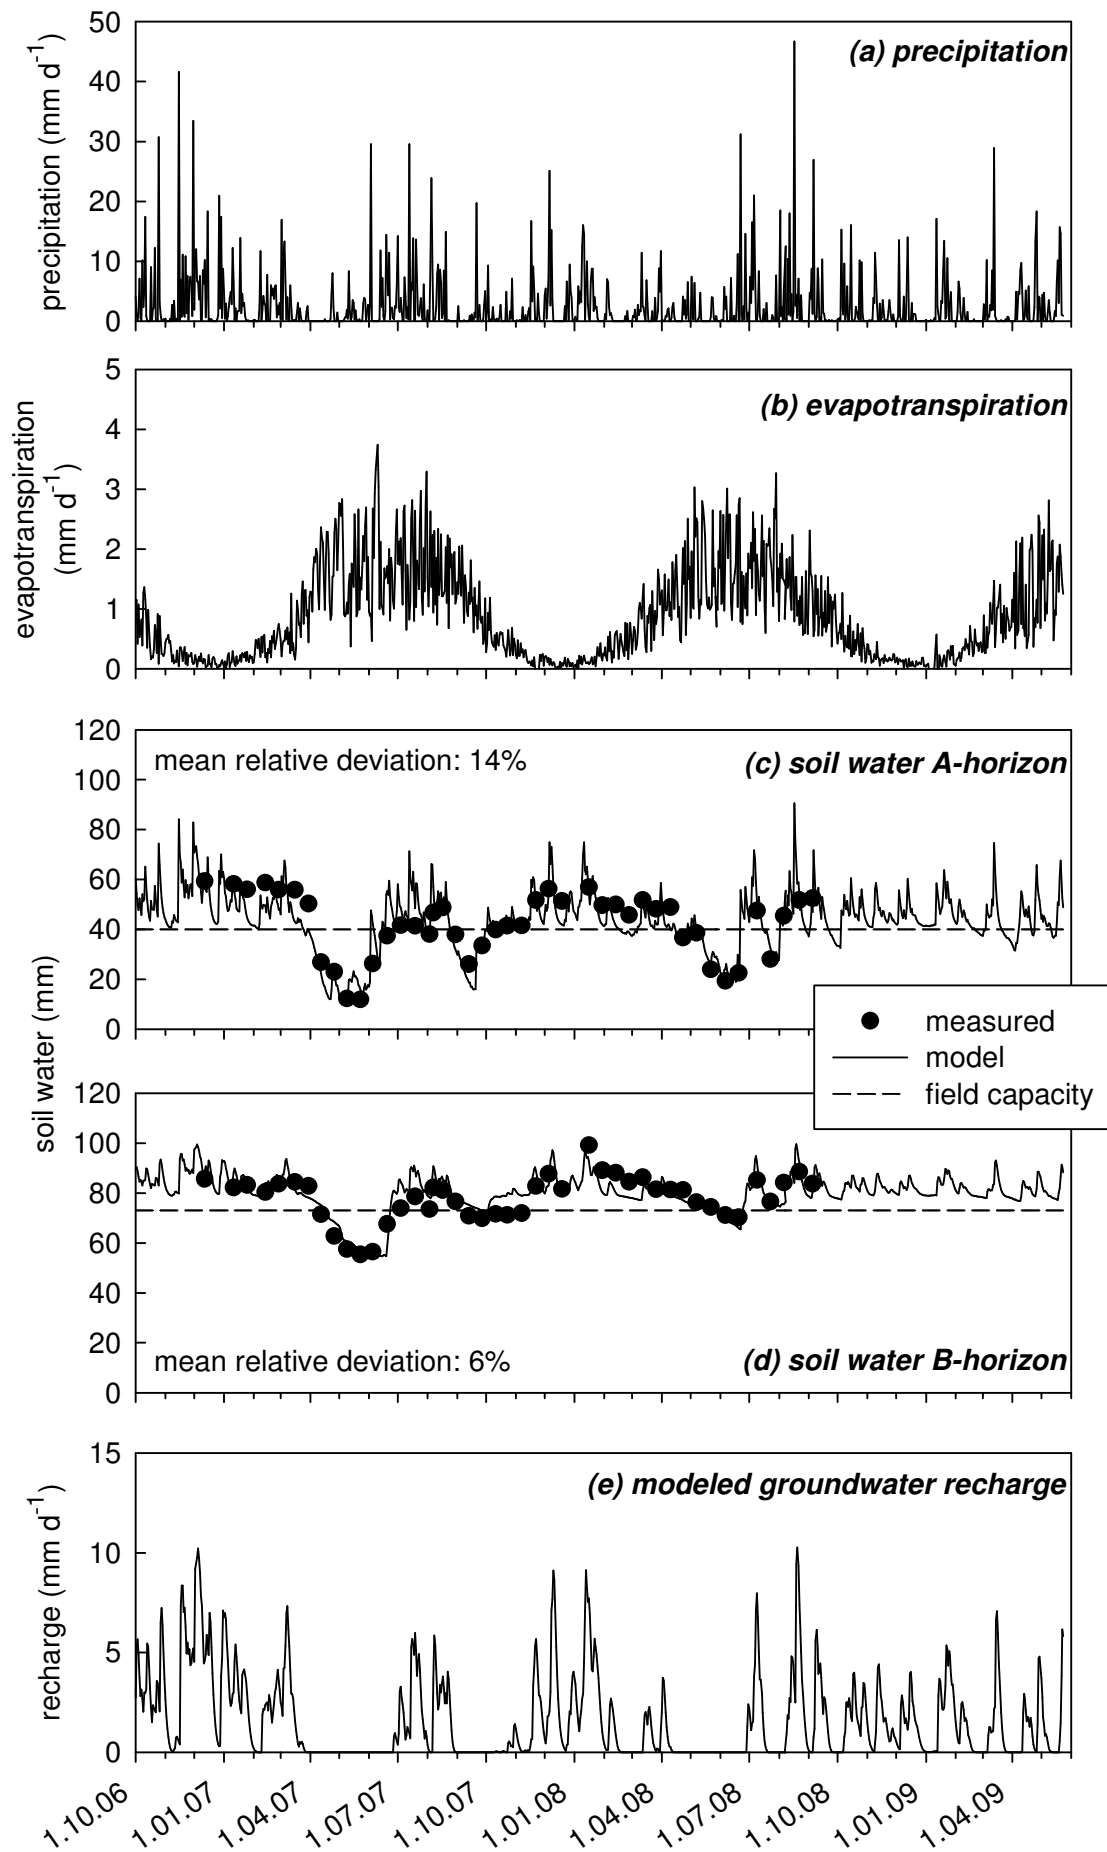 (a) precipitation
precipitation (mm d-1)
50
40
30
20
10
0
(b) evapotranspiration
evapotranspiration
(mm d-1)
5
4
3
2
1
0
(c) soil water A-horizon
mean relative deviation: 14%
soil water (mm)
120
100
80
60
40
20
0
measured
model
field capacity
120
100
80
60
40
20
0
mean relative deviation: 6%
(d) soil water B-horizon
(e) modeled groundwater recharge
recharge (mm d-1)
15
10
5
0
1.10.06
1.01.07
1.04.07
1.07.07
1.10.07
1.01.08
1.04.08
1.07.08
1.10.08
1.01.09
1.04.09